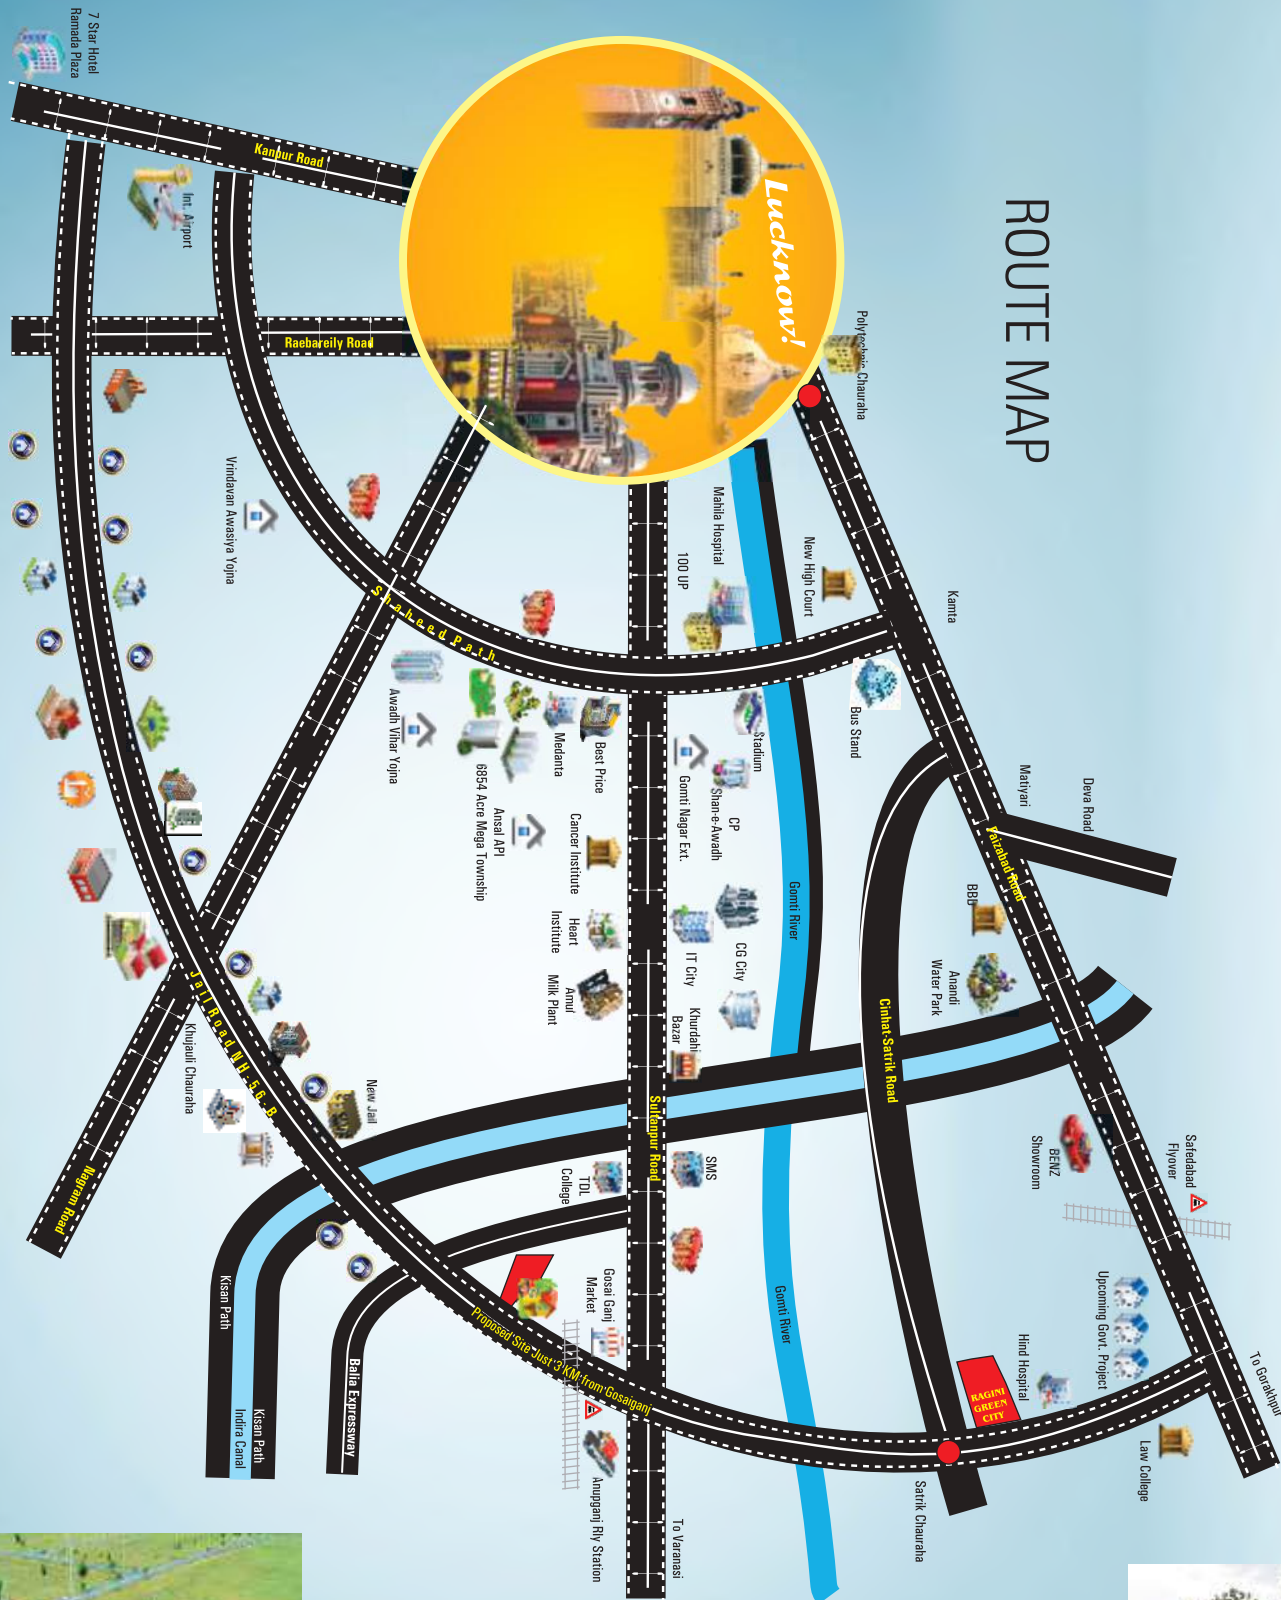 ROUTE MAP
Lucknow!
7 Star Hotel
Ramada Plaza
Kanpur Road
Int. Airport
Raebareily Road
Polytechnic Chauraha
Vrindavan Awasiya Yojna
Shaheed Path
Mahila Hospital
100 UP
New High Court
Kamta
Bus Stand
Stadium
CP
Shan-e-Awadh
Gomti Nagar Ext.
Best Price
Medanta
Awadh Vihar Yojna
Ansal API
6854 Acre Mega Township
Cancer Institute
Heart
Institute
Amul
Milk Plant
CG City
IT City
Khurdahi
Bazar
Gomti River
Deva Road
Matiyari
Faizabad Road
BBD
Anandi
Water Park
Cinhat-Satrik Road
Jail Road NH-56-B
Khujauli Chauraha
New Jail
Nagram Road
Sultanpur Road
SMS
TDL
College
BENZ
Showroom
Safedabad
Flyover
Gomti River
Upcoming Govt. Project
Hind Hospital
RAGINI
GREEN
CITY
To Gorakhpur
Law College
Satrik Chauraha
Gosai Ganj
Market
Proposed Site Just 3 KM from Gosaiganj
Anupganj Rly Station
To Varanasi
Kisan Path
Kisan Path
Indira Canal
Balia Expressway